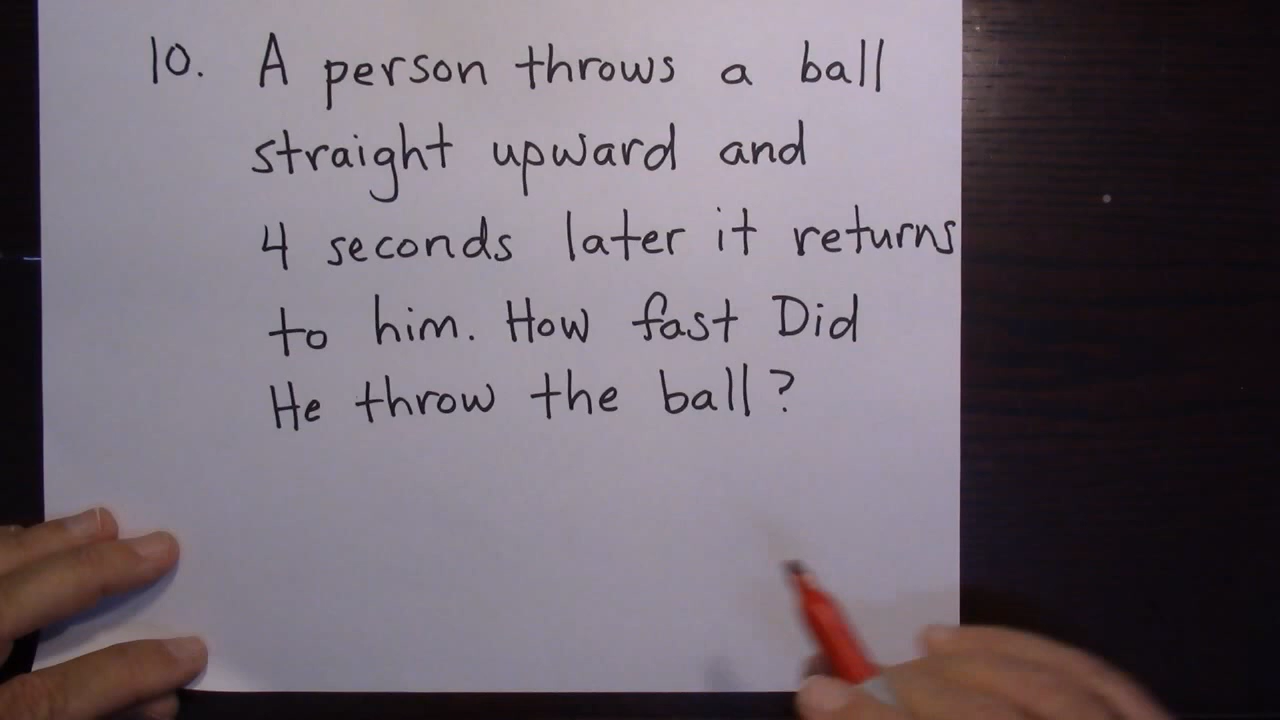 10. A person throws a ball
straight upward and
4 seconds later it returns
to him. How fast Did
He throw the ball?